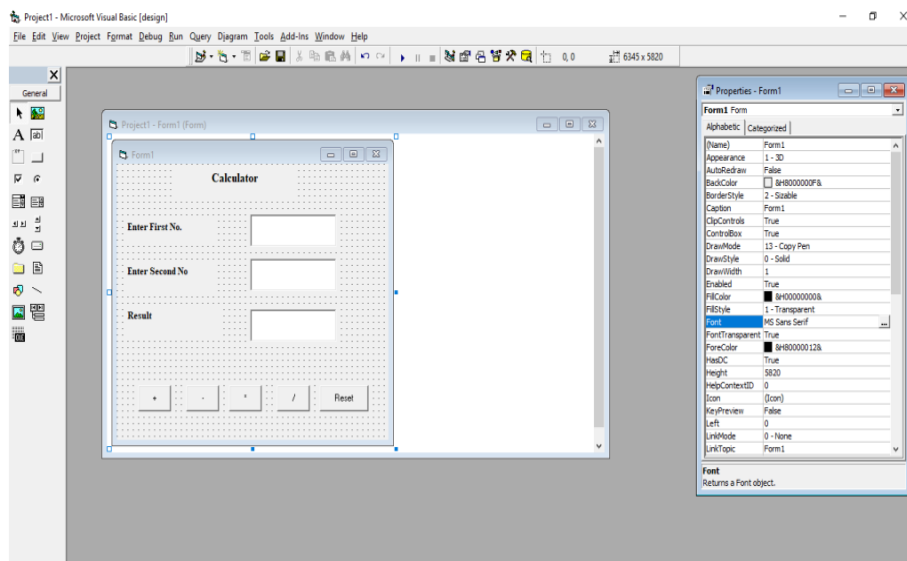 Project1 - Microsoft Visual Basic [design]
File Edit View Project Format Debug Run Query Diagram Tools Add-Ins Window Help
0, 0 6345 x 5820
General
A ab|
Project1 - Form1 (Form)
Form1
Calculator
Enter First No.
Enter Second No
Result
+ - * / Reset
Properties - Form1
Form1 Form
Alphabetic Categorized
(Name) Form1
Appearance 1 - 3D
AutoRedraw False
BackColor &H8000000F&
BorderStyle 2 - Sizable
Caption Form1
ClipControls True
ControlBox True
DrawMode 13 - Copy Pen
DrawStyle 0 - Solid
DrawWidth 1
Enabled True
FillColor &H00000000&
FillStyle 1 - Transparent
Font MS Sans Serif ...
FontTransparent True
ForeColor &H80000012&
HasDC True
Height 5820
HelpContextID 0
Icon (Icon)
KeyPreview False
Left 0
LinkMode 0 - None
LinkTopic Form1
Font
Returns a Font object.